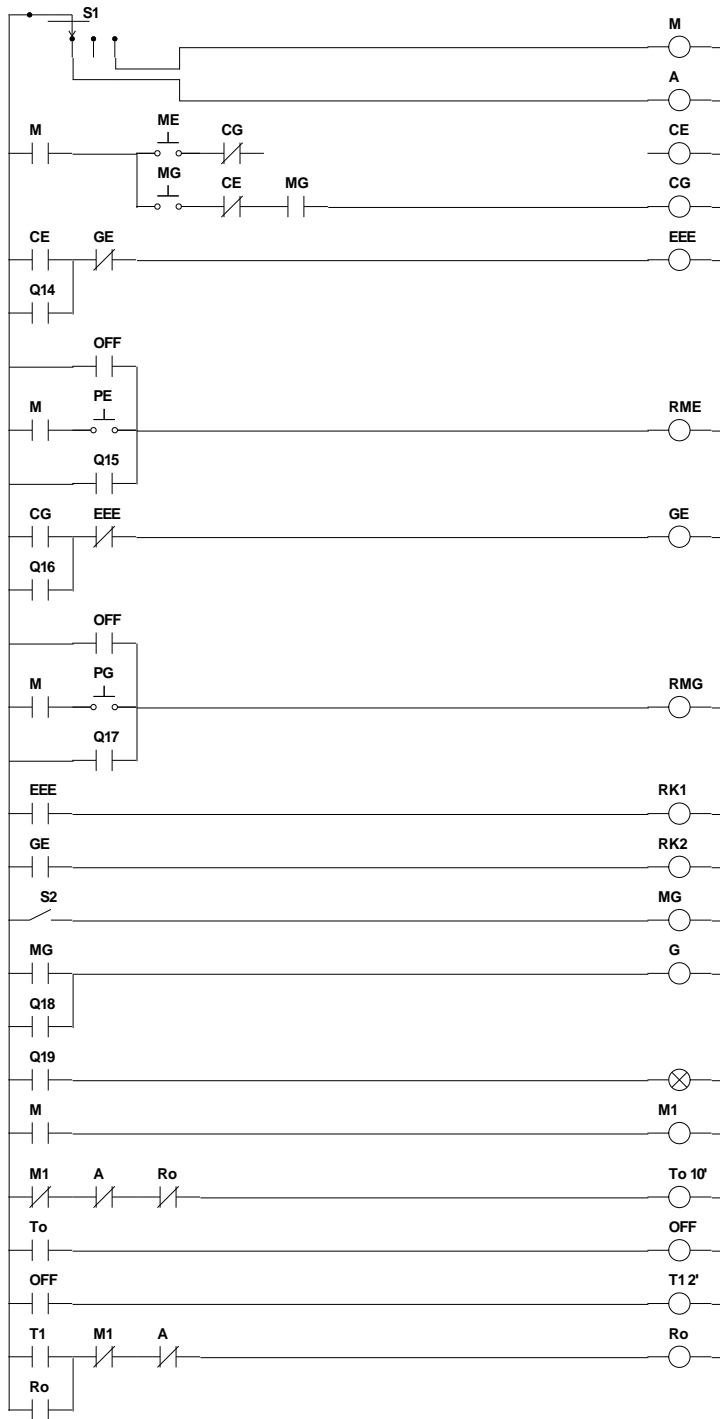 S1
M
A
M ME CG CE
MG CE MG CG
CE GE EEE
Q14
OFF
M PE RME
Q15
CG EEE GE
Q16
OFF
M PG RMG
Q17
EEE RK1
GE RK2
S2 MG
MG G
Q18
Q19
M M1
M1 A Ro To 10'
To OFF
OFF T1 2'
T1 M1 A Ro
Ro